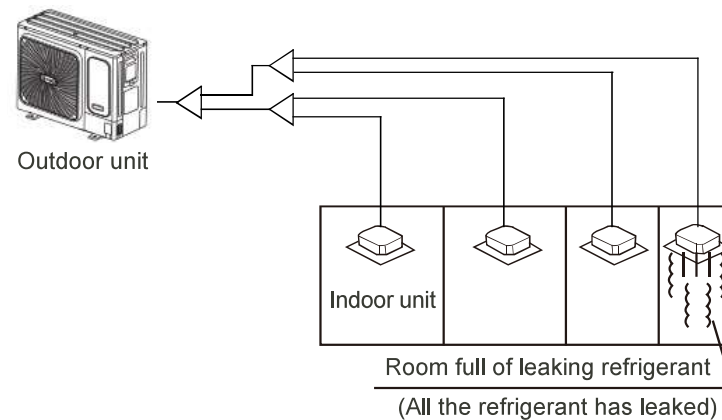 Outdoor unit
Indoor unit
Room full of leaking refrigerant
(All the refrigerant has leaked)